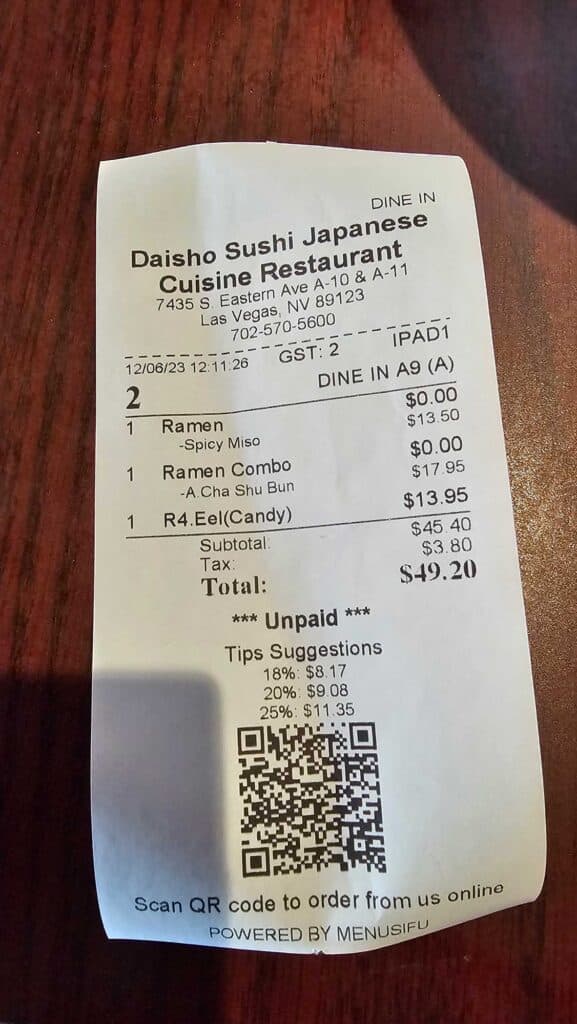 DINE IN
Daisho Sushi Japanese
Cuisine Restaurant
7435 S. Eastern Ave A-10 & A-11
Las Vegas, NV 89123
702-570-5600
12/06/23 12:11:26 GST: 2 IPAD1
2 DINE IN A9 (A)
1 Ramen $0.00
-Spicy Miso $13.50
1 Ramen Combo $0.00
-A.Cha Shu Bun $17.95
1 R4.Eel(Candy) $13.95
Subtotal: $45.40
Tax: $3.80
Total: $49.20
*** Unpaid ***
Tips Suggestions
18%: $8.17
20%: $9.08
25%: $11.35
Scan QR code to order from us online
POWERED BY MENUSIFU